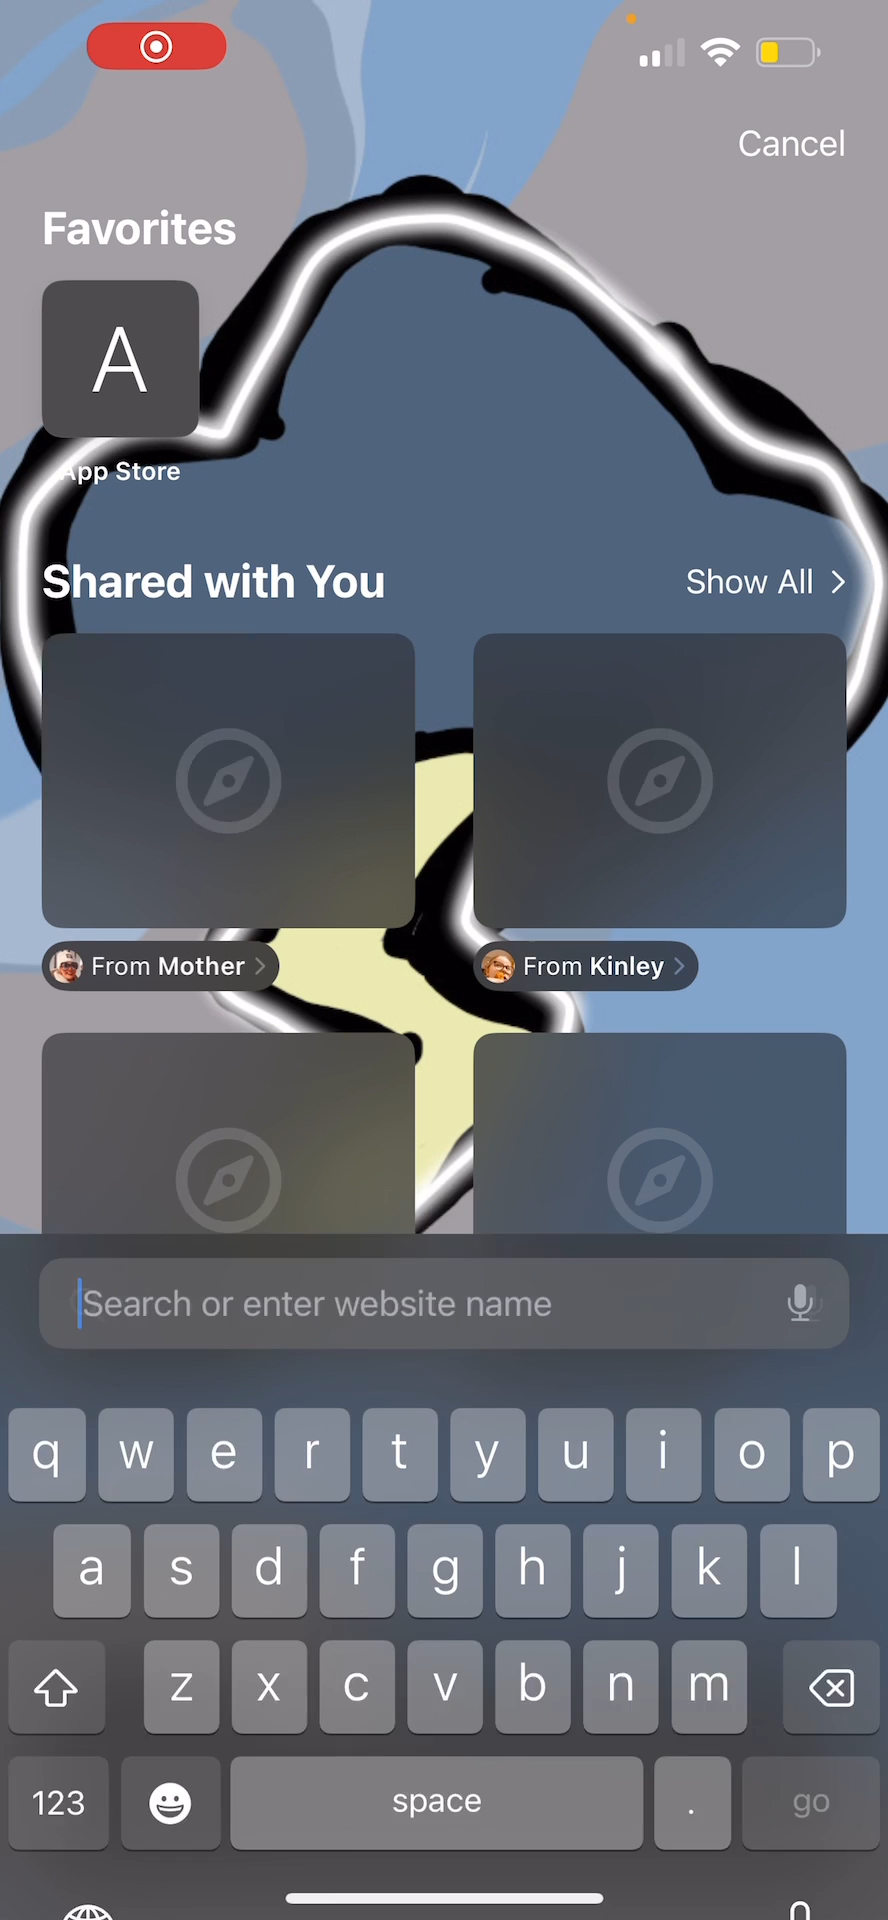 Cancel
Favorites
A
App Store
Shared with You
Show All
From Mother
From Kinley
Search or enter website name
q w e r t y u i o p
a s d f g h j k l
z x c v b n m
123 space . go